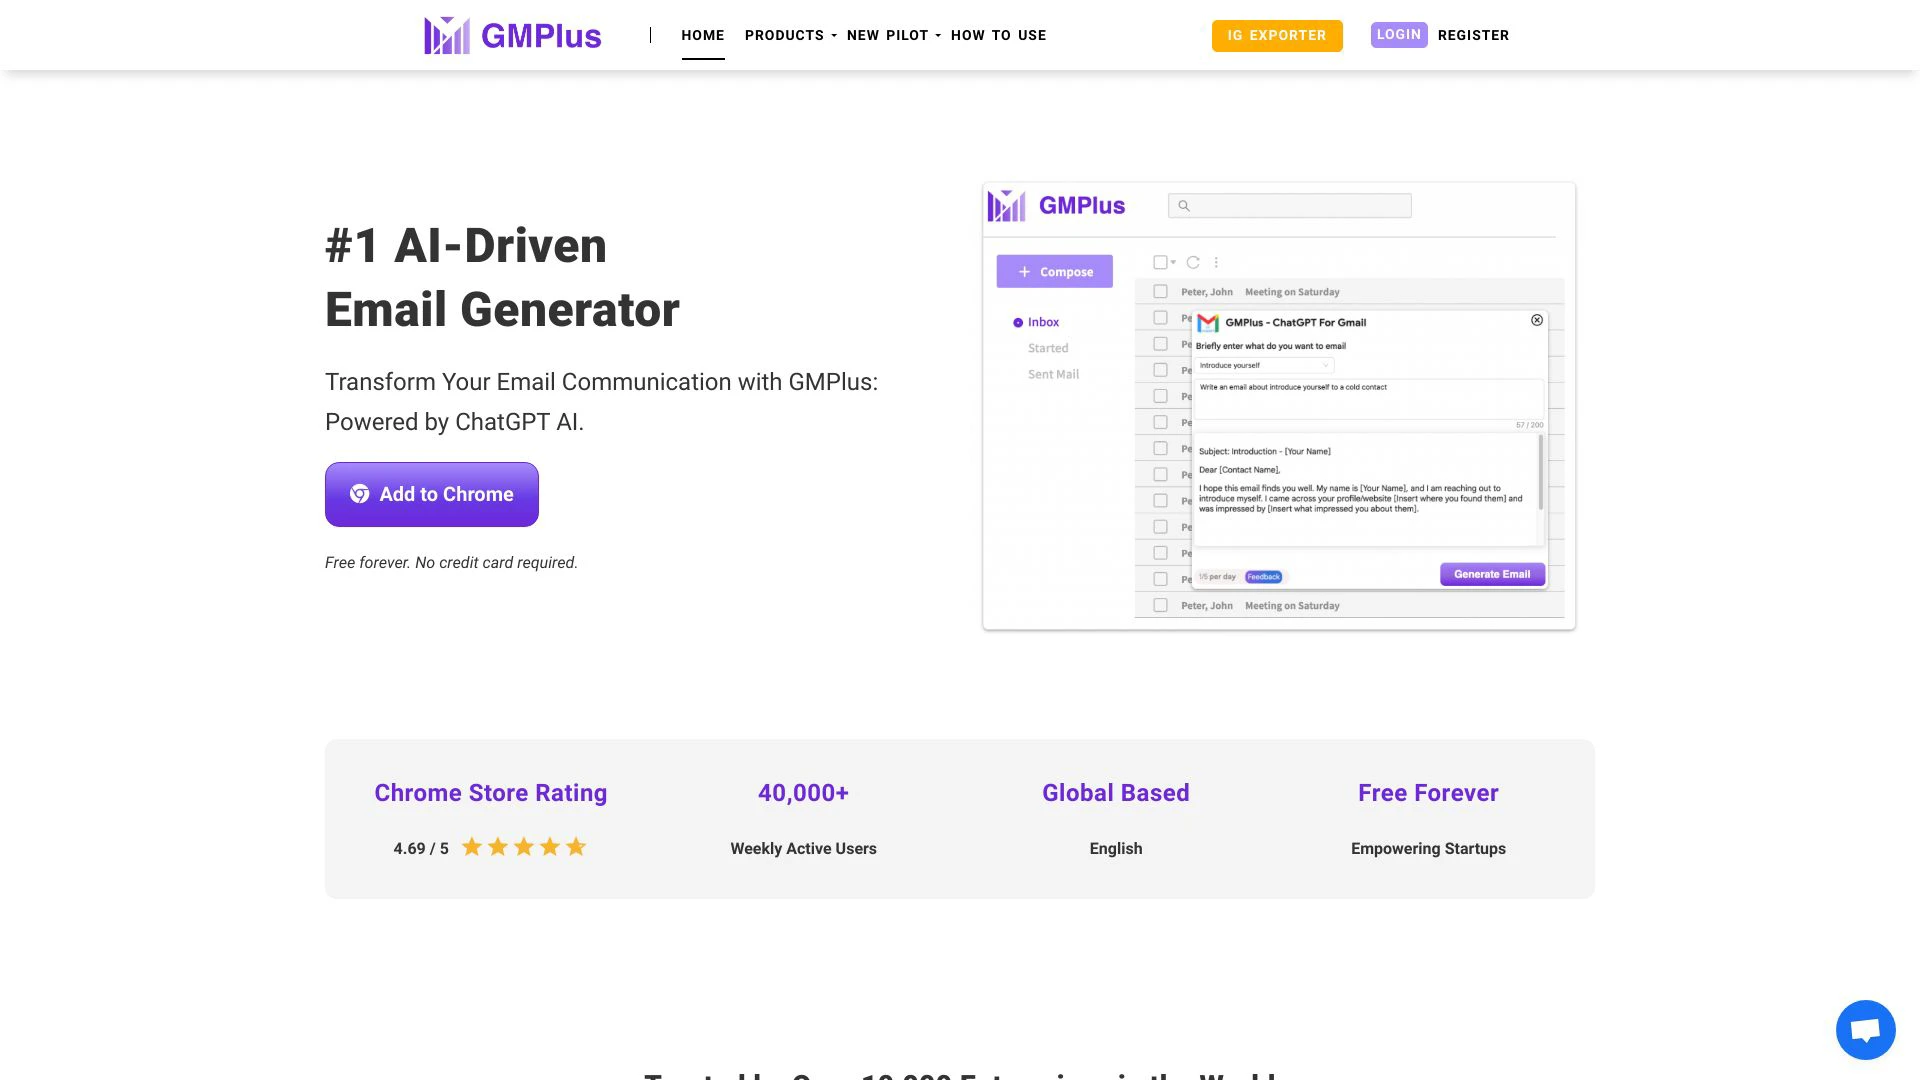 GMPlus
HOME
PRODUCTS
NEW PILOT
HOW TO USE
IG EXPORTER
LOGIN
REGISTER
#1 AI-Driven
Email Generator
Transform Your Email Communication with GMPlus:
Powered by ChatGPT AI.
Add to Chrome
Free forever. No credit card required.
GMPlus
+ Compose
Inbox
Started
Sent Mail
Peter, John Meeting on Saturday
GMPlus - ChatGPT For Gmail
Briefly enter what do you want to email
Introduce yourself
Write an email about introduce yourself to a cold contact
57 / 200
Subject: Introduction - [Your Name]
Dear [Contact Name],
I hope this email finds you well. My name is [Your Name], and I am reaching out to
introduce myself. I came across your profile/website [Insert where you found them] and
was impressed by [Insert what impressed you about them].
1/5 per day
Feedback
Generate Email
Peter, John Meeting on Saturday
Chrome Store Rating
4.69 / 5
40,000+
Weekly Active Users
Global Based
English
Free Forever
Empowering Startups